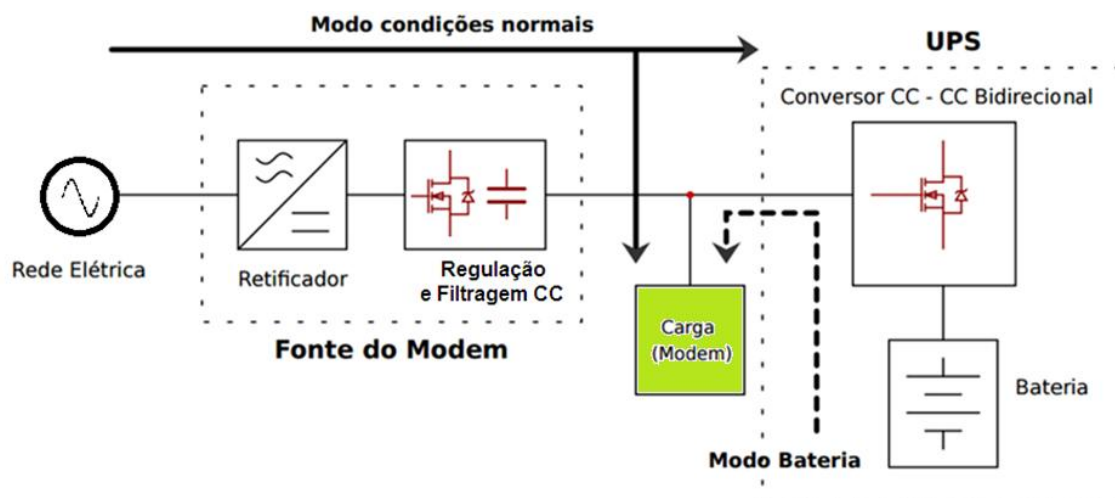 Modo condições normais
UPS
Conversor CC - CC Bidirecional
Rede Elétrica
Retificador
Regulação
e Filtragem CC
Fonte do Modem
Carga
(Modem)
Bateria
Modo Bateria